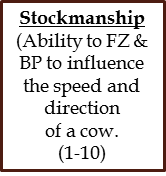 Stockmanship
(Ability to FZ &
BP to influence
the speed and
direction
of a cow.
(1-10)